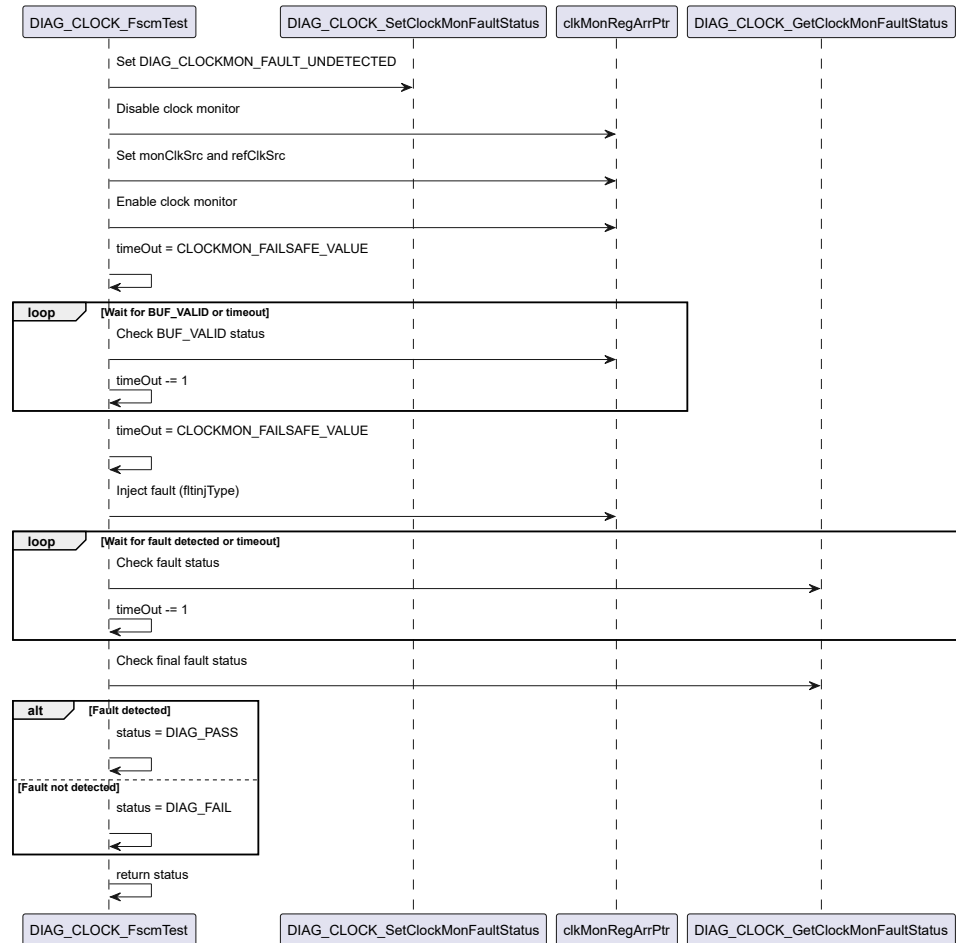 DIAG_CLOCK_FscmTest DIAG_CLOCK_SetClockMonFaultStatus clkMonRegArrPtr DIAG_CLOCK_GetClockMonFaultStatus
Set DIAG_CLOCKMON_FAULT_UNDETECTED
Disable clock monitor
Set monClkSrc and refClkSrc
Enable clock monitor
timeOut = CLOCKMON_FAILSAFE_VALUE
loop [Wait for BUF_VALID or timeout]
Check BUF_VALID status
timeOut -= 1
timeOut = CLOCKMON_FAILSAFE_VALUE
Inject fault (fltinjType)
loop [Wait for fault detected or timeout]
Check fault status
timeOut -= 1
Check final fault status
alt [Fault detected]
status = DIAG_PASS
[Fault not detected]
status = DIAG_FAIL
return status
DIAG_CLOCK_FscmTest DIAG_CLOCK_SetClockMonFaultStatus clkMonRegArrPtr DIAG_CLOCK_GetClockMonFaultStatus